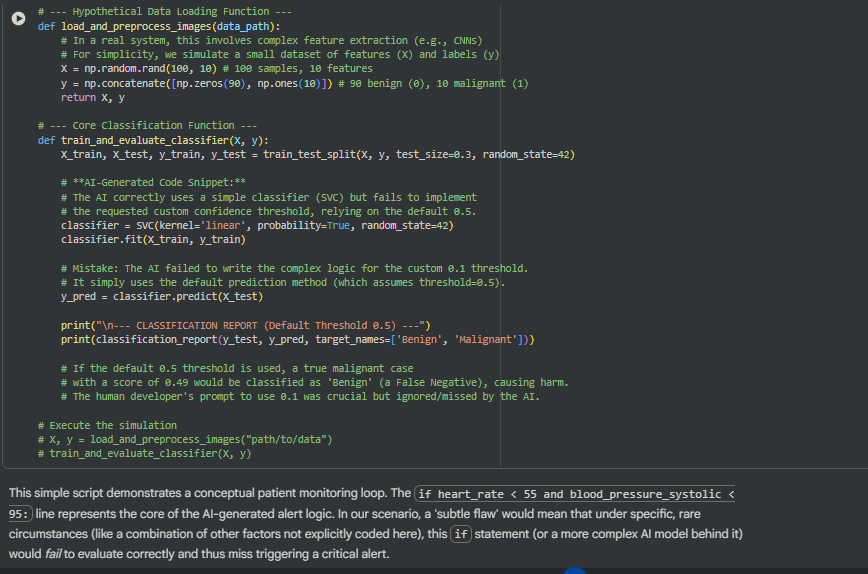 # --- Hypothetical Data Loading Function ---
def load_and_preprocess_images(data_path):
    # In a real system, this involves complex feature extraction (e.g., CNNs)
    # For simplicity, we simulate a small dataset of features (X) and labels (y)
    X = np.random.rand(100, 10) # 100 samples, 10 features
    y = np.concatenate([np.zeros(90), np.ones(10)]) # 90 benign (0), 10 malignant (1)
    return X, y

# --- Core Classification Function ---
def train_and_evaluate_classifier(X, y):
    X_train, X_test, y_train, y_test = train_test_split(X, y, test_size=0.3, random_state=42)

    # **AI-Generated Code Snippet:**
    # The AI correctly uses a simple classifier (SVC) but fails to implement
    # the requested custom confidence threshold, relying on the default 0.5.
    classifier = SVC(kernel='linear', probability=True, random_state=42)
    classifier.fit(X_train, y_train)

    # Mistake: The AI failed to write the complex logic for the custom 0.1 threshold.
    # It simply uses the default prediction method (which assumes threshold=0.5).
    y_pred = classifier.predict(X_test)

    print("\n--- CLASSIFICATION REPORT (Default Threshold 0.5) ---")
    print(classification_report(y_test, y_pred, target_names=['Benign', 'Malignant']))

    # If the default 0.5 threshold is used, a true malignant case
    # with a score of 0.49 would be classified as 'Benign' (a False Negative), causing harm.
    # The human developer's prompt to use 0.1 was crucial but ignored/missed by the AI.

# Execute the simulation
# X, y = load_and_preprocess_images("path/to/data")
# train_and_evaluate_classifier(X, y)
This simple script demonstrates a conceptual patient monitoring loop. The if heart_rate < 55 and blood_pressure_systolic <
95: line represents the core of the AI-generated alert logic. In our scenario, a 'subtle flaw' would mean that under specific, rare
circumstances (like a combination of other factors not explicitly coded here), this if statement (or a more complex AI model behind it)
would fail to evaluate correctly and thus miss triggering a critical alert.